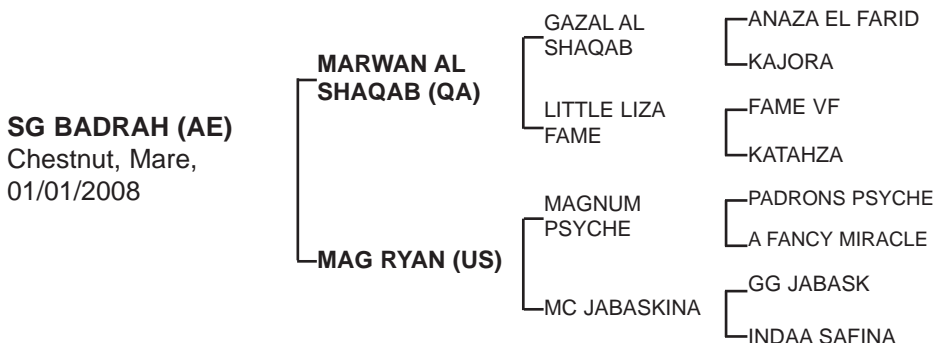 SG BADRAH (AE)
Chestnut, Mare,
01/01/2008
MARWAN AL
SHAQAB (QA)
MAG RYAN (US)
GAZAL AL
SHAQAB
LITTLE LIZA
FAME
MAGNUM
PSYCHE
MC JABASKINA
ANAZA EL FARID
KAJORA
FAME VF
KATAHZA
PADRONS PSYCHE
A FANCY MIRACLE
GG JABASK
INDAA SAFINA